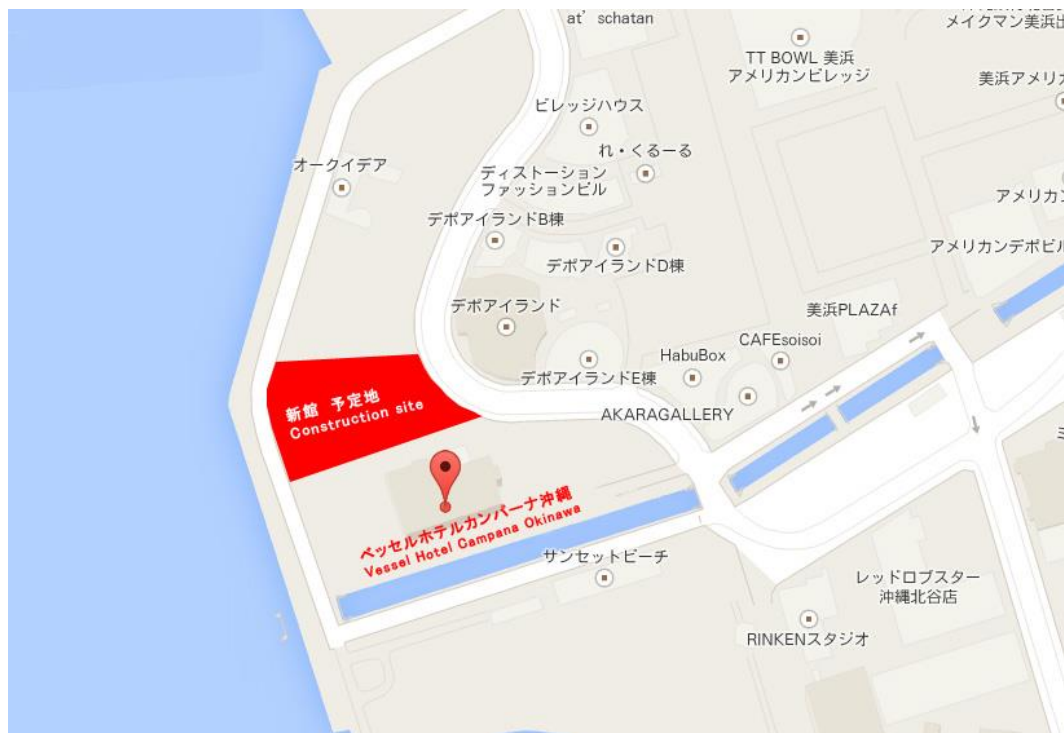 at' schatan
メイクマン美浜
TT BOWL 美浜
アメリカンビレッジ
美浜アメリカ
ビレッジハウス
れ・くるーる
オークイデア
ディストーション
ファッションビル
アメリカン
デポアイランドB棟
アメリカンデポビル
デポアイランドD棟
デポアイランド
美浜PLAZAf
CAFEsoisoi
HabuBox
デポアイランドE棟
AKARAGALLERY
新館 予定地
Construction site
ベッセルホテルカンパーナ沖縄
Vessel Hotel Campana Okinawa
サンセットビーチ
レッドロブスター
沖縄北谷店
RINKENスタジオ
ミ